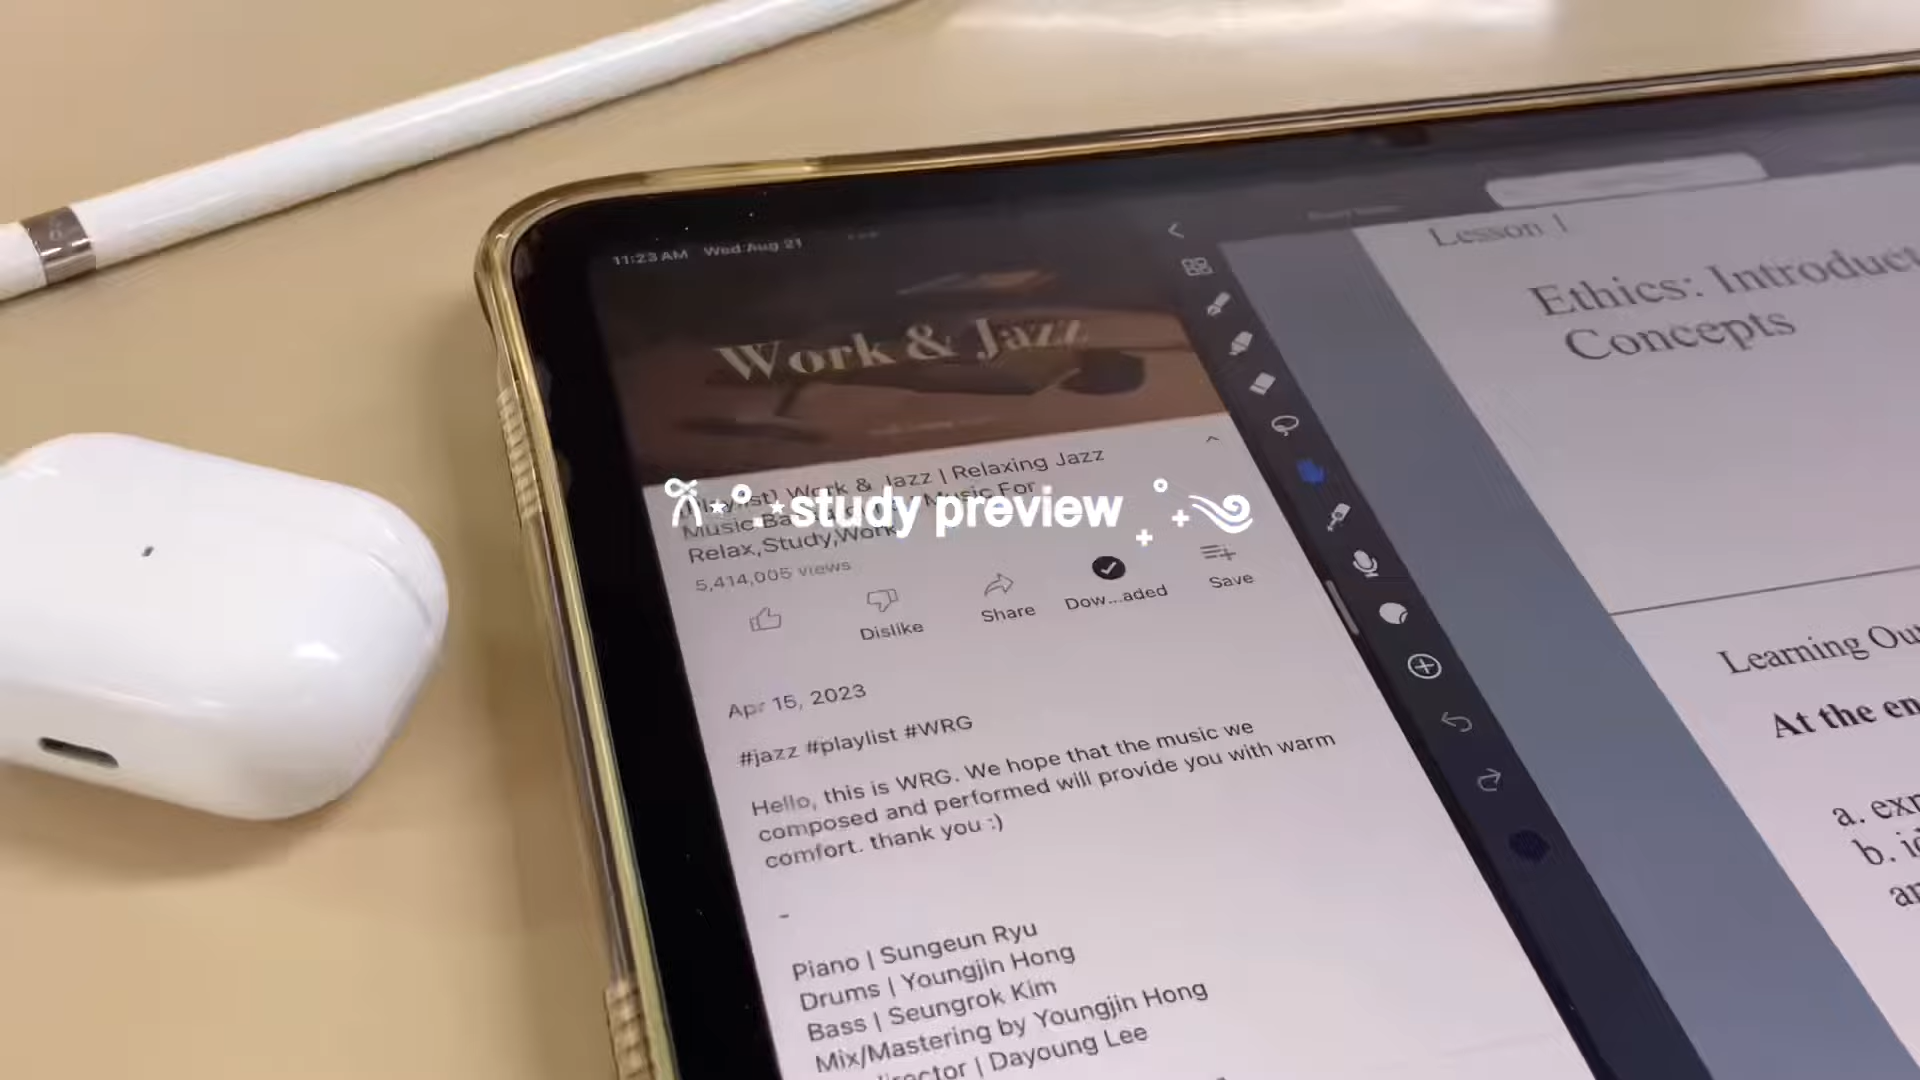 11:23 AM Wed Aug 21
Work & Jazz
[Playlist] Work & Jazz | Relaxing Jazz
Music For
Relax,Study,Work
5,414,005 views
Dislike
Share
Dow...aded
Save
Apr 15, 2023
#jazz #playlist #WRG
Hello, this is WRG. We hope that the music we
composed and performed will provide you with warm
comfort. thank you :)
-
Piano | Sungeun Ryu
Drums | Youngjin Hong
Bass | Seungrok Kim
Mix/Mastering by Youngjin Hong
| Dayoung Lee
study preview
Lesson 1
Ethics:
Concepts
Learning
At the
a.
b.